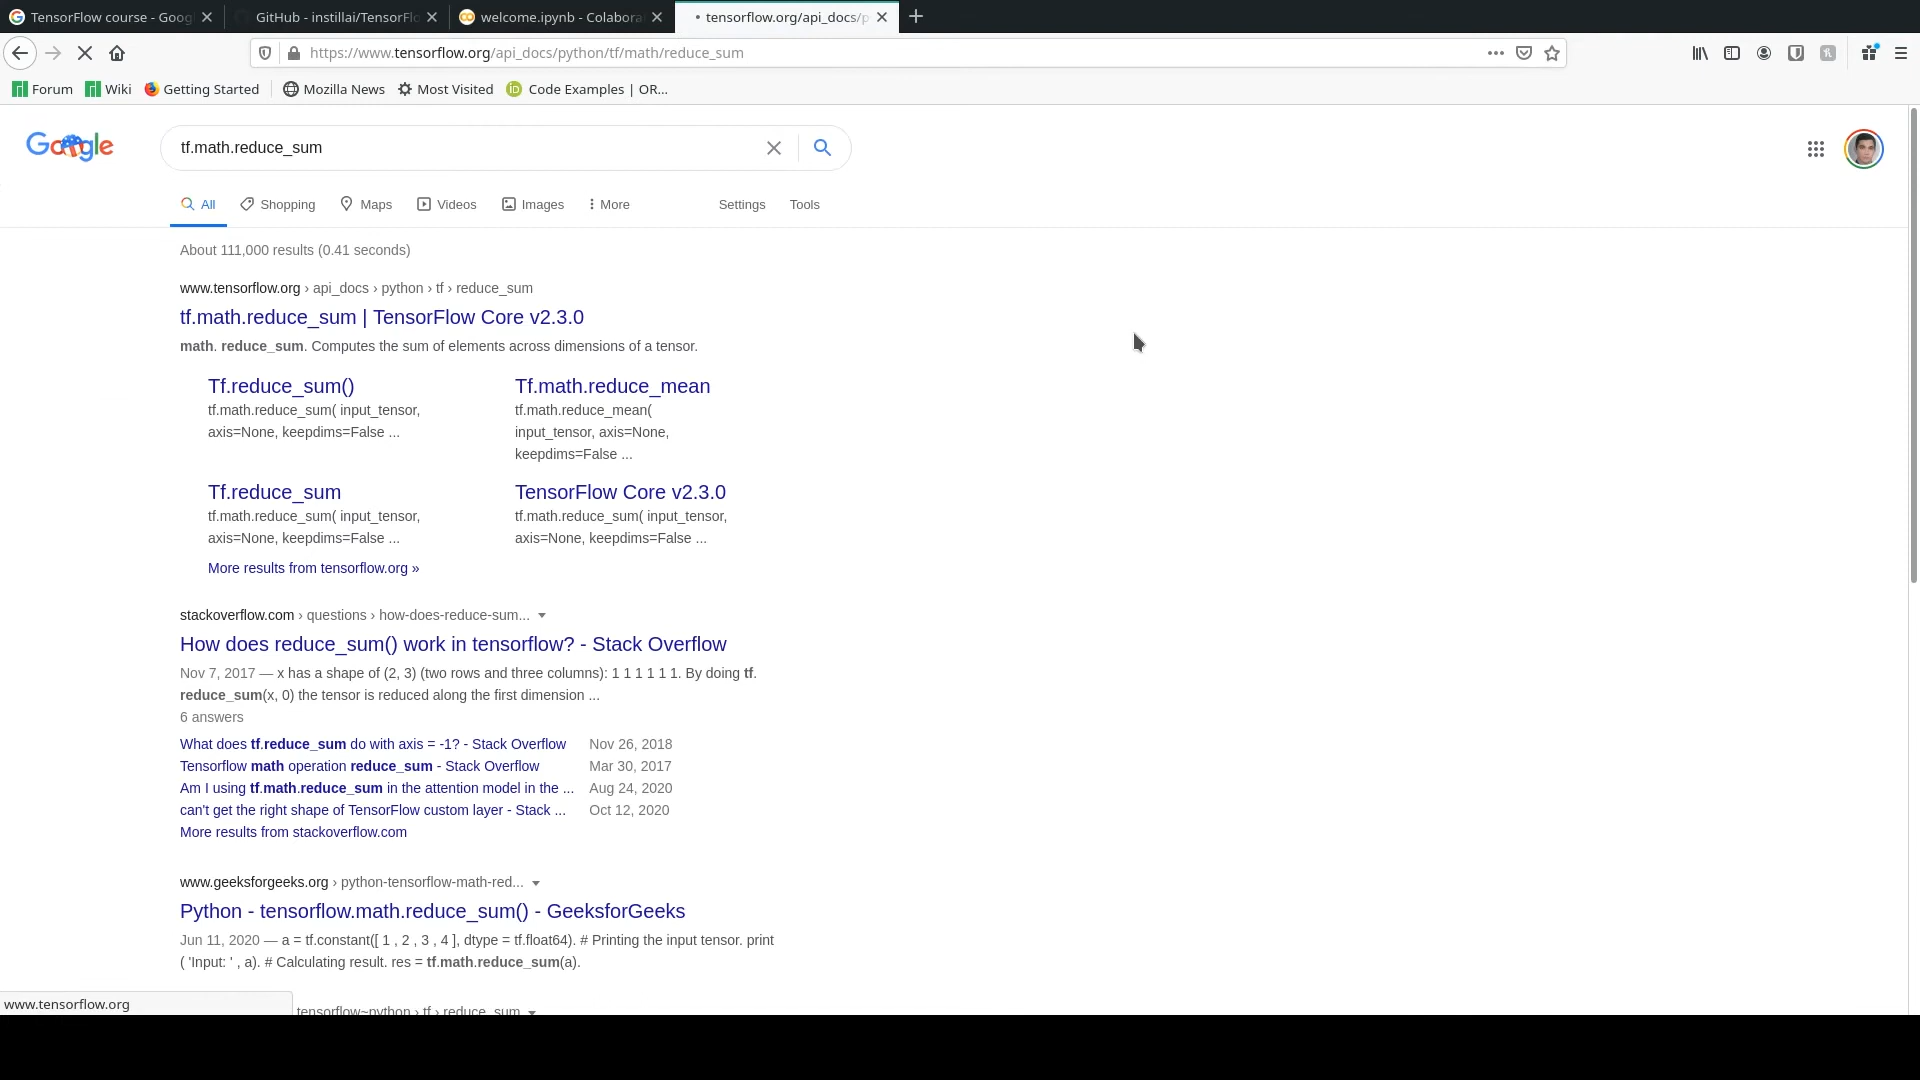 TensorFlow course - Goog
GitHub - instillai/TensorFlo
welcome.ipynb - Colabora
tensorflow.org/api_docs/p
https://www.tensorflow.org/api_docs/python/tf/math/reduce_sum
Forum Wiki Getting Started Mozilla News Most Visited Code Examples | OR...
Google
tf.math.reduce_sum
All Shopping Maps Videos Images More Settings Tools
About 111,000 results (0.41 seconds)
www.tensorflow.org › api_docs › python › tf › reduce_sum
tf.math.reduce_sum | TensorFlow Core v2.3.0
math. reduce_sum. Computes the sum of elements across dimensions of a tensor.
Tf.reduce_sum()
tf.math.reduce_sum( input_tensor,
axis=None, keepdims=False ...
Tf.math.reduce_mean
tf.math.reduce_mean(
input_tensor, axis=None,
keepdims=False ...
Tf.reduce_sum
tf.math.reduce_sum( input_tensor,
axis=None, keepdims=False ...
TensorFlow Core v2.3.0
tf.math.reduce_sum( input_tensor,
axis=None, keepdims=False ...
More results from tensorflow.org »
stackoverflow.com › questions › how-does-reduce-sum...
How does reduce_sum() work in tensorflow? - Stack Overflow
Nov 7, 2017 — x has a shape of (2, 3) (two rows and three columns): 1 1 1 1 1 1. By doing tf.
reduce_sum(x, 0) the tensor is reduced along the first dimension ...
6 answers
What does tf.reduce_sum do with axis = -1? - Stack Overflow Nov 26, 2018
Tensorflow math operation reduce_sum - Stack Overflow Mar 30, 2017
Am I using tf.math.reduce_sum in the attention model in the ... Aug 24, 2020
can't get the right shape of TensorFlow custom layer - Stack ... Oct 12, 2020
More results from stackoverflow.com
www.geeksforgeeks.org › python-tensorflow-math-red...
Python - tensorflow.math.reduce_sum() - GeeksforGeeks
Jun 11, 2020 — a = tf.constant([ 1 , 2 , 3 , 4 ], dtype = tf.float64). # Printing the input tensor. print
( 'Input: ' , a). # Calculating result. res = tf.math.reduce_sum(a).
www.tensorflow.org
tensorflow~python › tf › reduce_sum